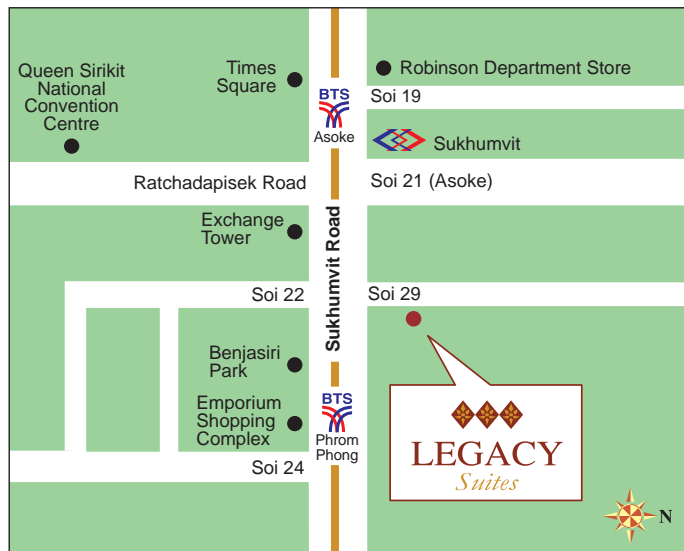 Queen Sirikit
National
Convention
Centre
Times
Square
BTS
Asoke
Robinson Department Store
Soi 19
Sukhumvit
Ratchadapisek Road
Soi 21 (Asoke)
Exchange
Tower
Sukhumvit Road
Soi 22
Soi 29
Benjasiri
Park
Emporium
Shopping
Complex
BTS
Phrom
Phong
Soi 24
LEGACY
Suites
N